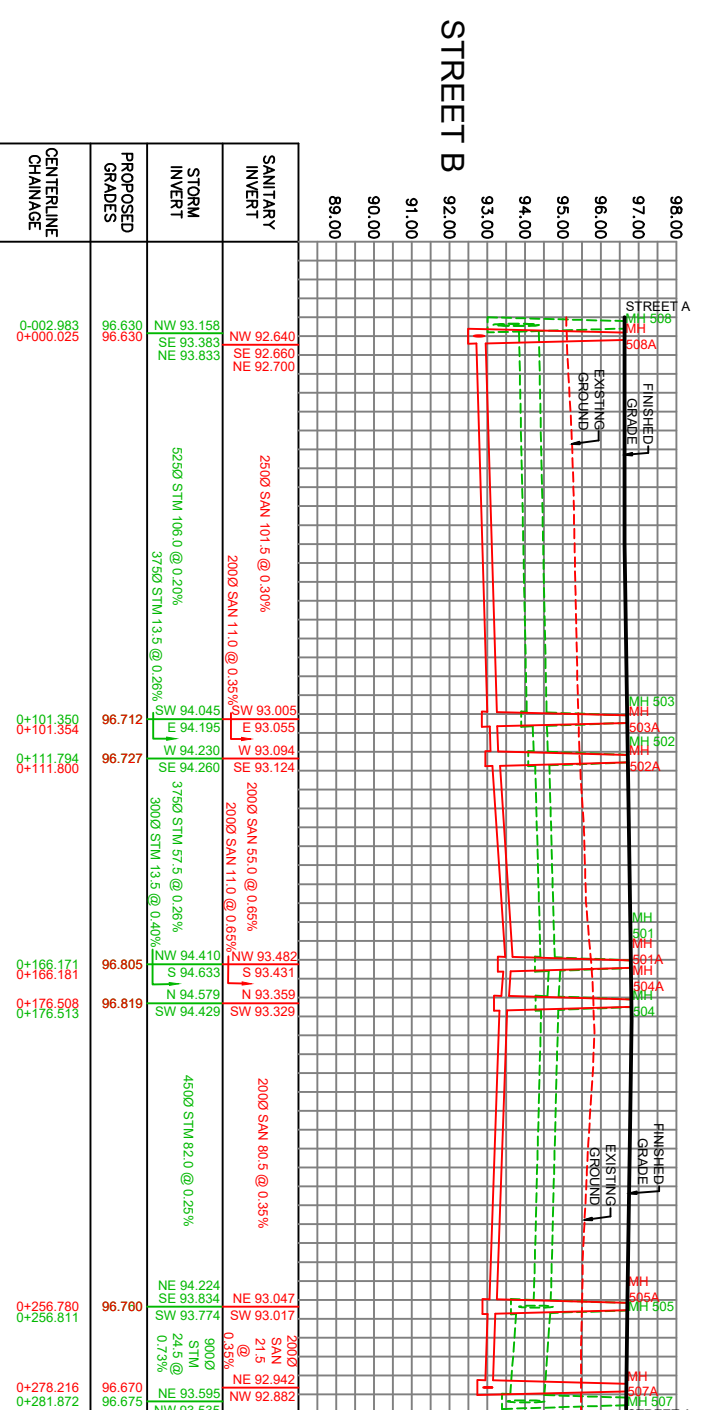 STREET B
98.00
97.00
96.00
95.00
94.00
93.00
92.00
91.00
90.00
89.00
STREET A
MH 508
MH
508A
FINISHED
GRADE
EXISTING
GROUND
MH 503
MH
503A
MH 502
MH
502A
MH
501
MH
501A
MH
504A
MH
504
FINISHED
GRADE
EXISTING
GROUND
MH
505A
MH 505
MH
507A
MH 507
SANITARY
INVERT
NW 92.640
SE 92.660
NE 92.700
250Ø SAN 101.5 @ 0.30%
200Ø SAN 11.0 @ 0.35%
SW 93.005
E 93.055
W 93.094
SE 93.124
200Ø SAN 55.0 @ 0.65%
200Ø SAN 11.0 @ 0.65%
NW 93.482
S 93.431
N 93.359
SW 93.329
200Ø SAN 80.5 @ 0.35%
NE 93.047
SW 93.017
200Ø
SAN
21.5
@
0.35%
NE 92.942
NW 92.882
STORM
INVERT
NW 93.158
SE 93.383
NE 93.833
525Ø STM 106.0 @ 0.20%
375Ø STM 13.5 @ 0.26%
SW 94.045
E 94.195
W 94.230
SE 94.260
375Ø STM 57.5 @ 0.26%
300Ø STM 13.5 @ 0.40%
NW 94.410
S 94.633
N 94.579
SW 94.429
450Ø STM 82.0 @ 0.25%
NE 94.224
SE 93.834
SW 93.774
900Ø
STM
24.5 @
0.73%
NE 93.595
PROPOSED
GRADES
96.630
96.630
96.712
96.727
96.805
96.819
96.760
96.670
96.675
CENTERLINE
CHAINAGE
0-002.983
0+000.025
0+101.350
0+101.354
0+111.794
0+111.800
0+166.171
0+166.181
0+176.508
0+176.513
0+256.780
0+256.811
0+278.216
0+281.872